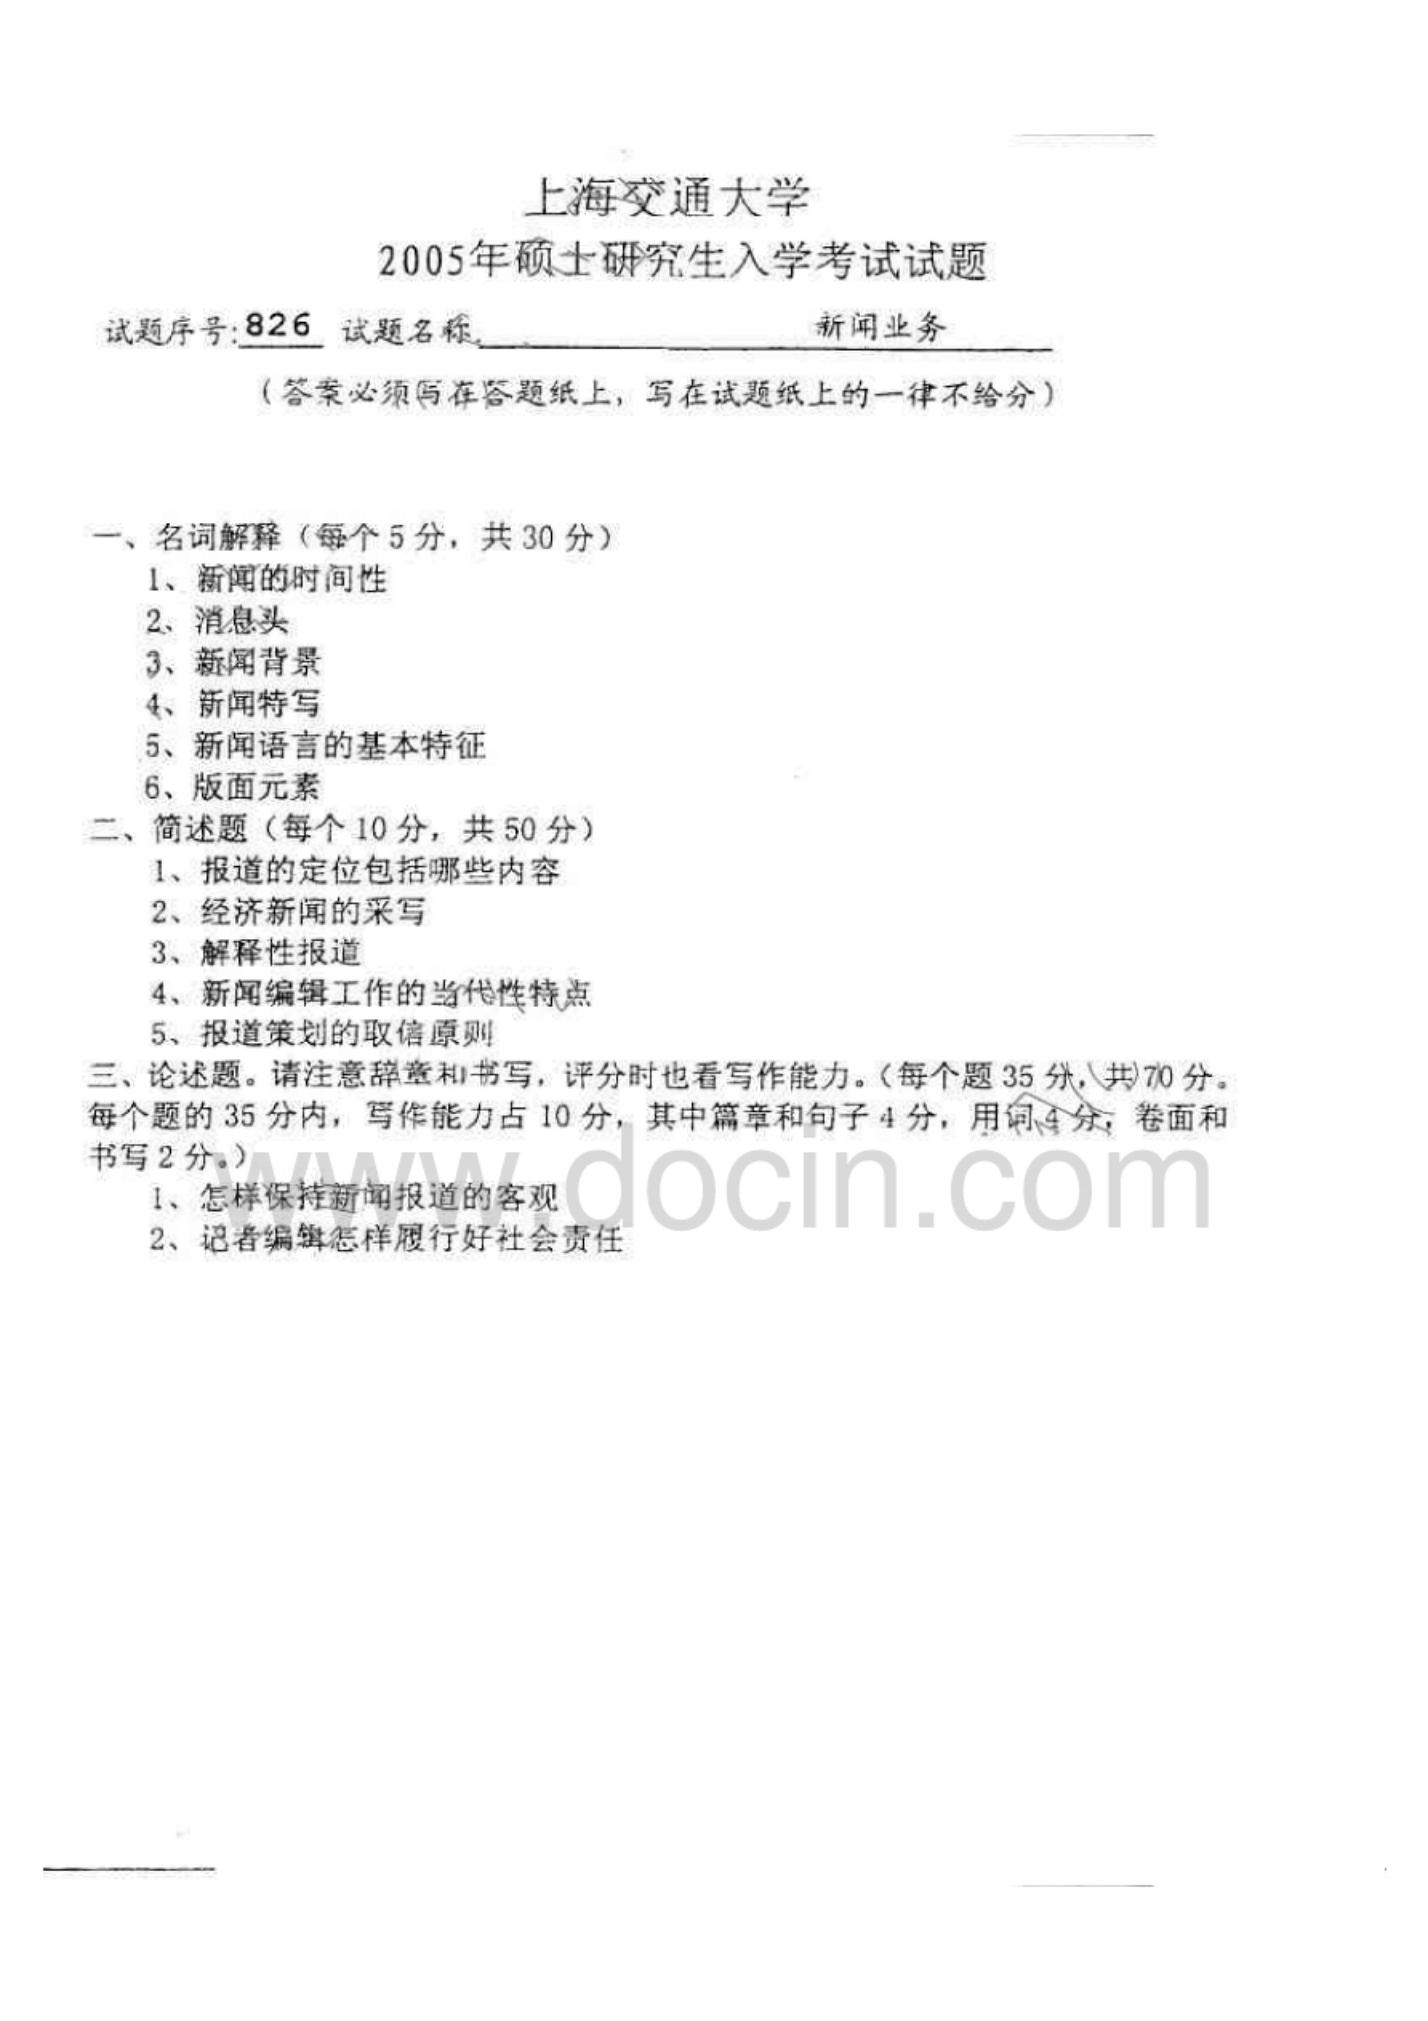 上海交通大学
2005年硕士研究生入学考试试题
试题序号:826 试题名称 新闻业务
（答案必须写在答题纸上，写在试题纸上的一律不给分）
一、名词解释（每个5分，共30分）
1、新闻的时间性
2、消息头
3、新闻背景
4、新闻特写
5、新闻语言的基本特征
6、版面元素
二、简述题（每个10分，共50分）
1、报道的定位包括哪些内容
2、经济新闻的采写
3、解释性报道
4、新闻编辑工作的当代性特点
5、报道策划的取信原则
三、论述题。请注意辞章和书写，评分时也看写作能力。（每个题35分，共70分。
每个题的35分内，写作能力占10分，其中篇章和句子4分，用词4分，卷面和
书写2分。）
1、怎样保持新闻报道的客观
2、记者编辑怎样履行好社会责任
www.docin.com